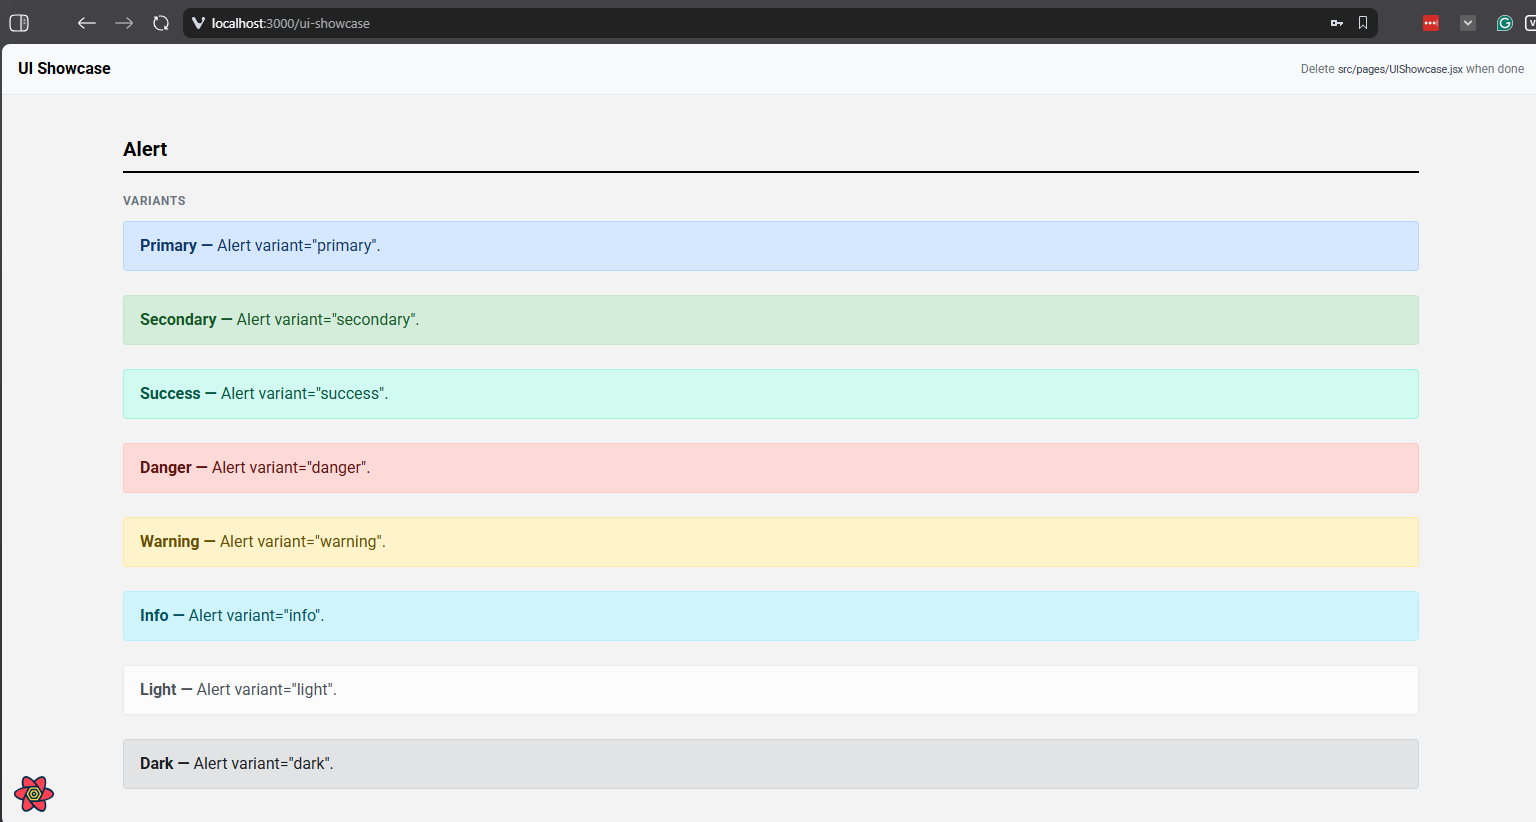 localhost:3000/ui-showcase
UI Showcase
Delete src/pages/UIShowcase.jsx when done
Alert
VARIANTS
Primary — Alert variant="primary".
Secondary — Alert variant="secondary".
Success — Alert variant="success".
Danger — Alert variant="danger".
Warning — Alert variant="warning".
Info — Alert variant="info".
Light — Alert variant="light".
Dark — Alert variant="dark".